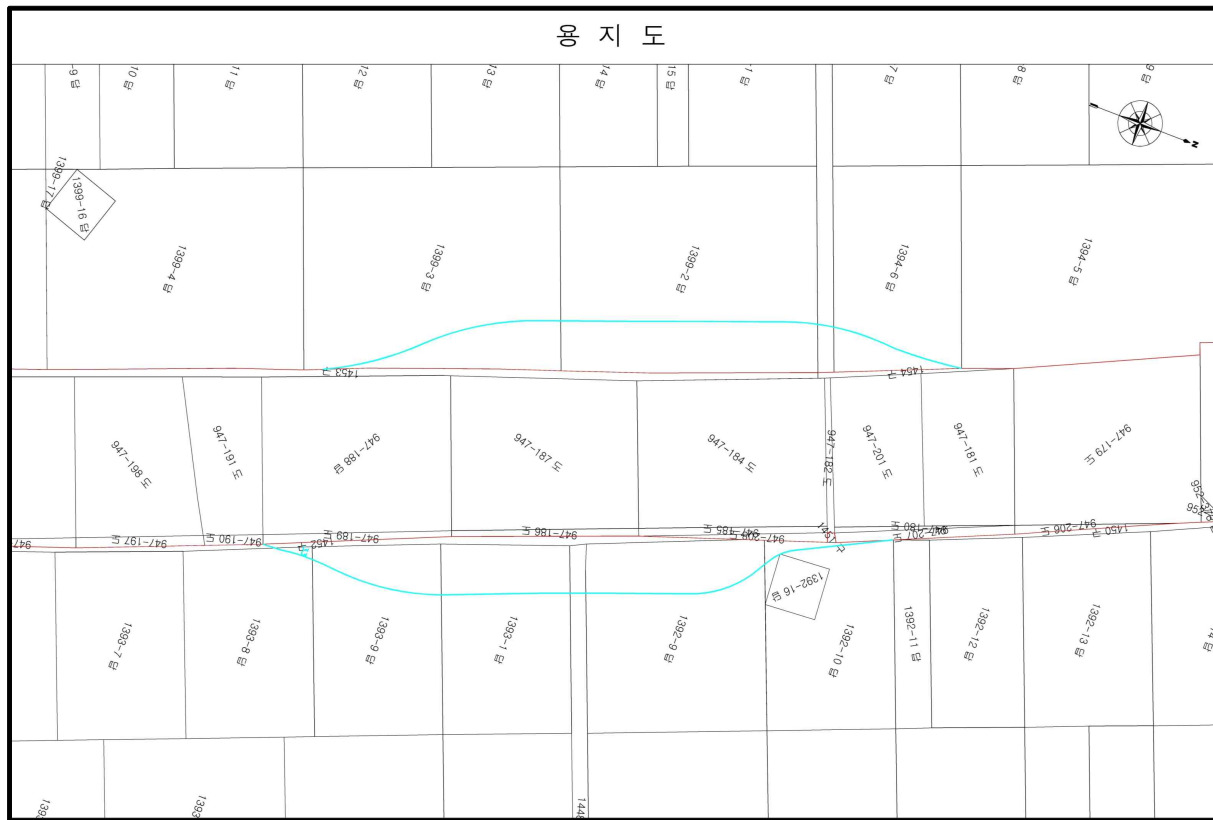 용 지 도
-9 답
10 답
11 답
12 답
13 답
14 답
15 답
1 답
7 답
8 답
9 답
N
1399-17 답
1399-16 답
1399-4 답
1399-3 답
1399-2 답
1394-6 답
1394-5 답
1453 구
1454 구
947-198 도
947-191 도
947-188 답
947-187 도
947-184 도
947-182 도
947-201 도
947-181 도
947-179 도
947
947-197 도
947-190 도
1452 구
947-189 도
947-186 도
947-185 도
947-206 도
1450 구
1393-7 답
1393-8 답
1393-9 답
1393-1 답
1392-9 답
1392-16 답
1392-10 답
1392-11 답
1392-12 답
1392-13 답
14 답
1393
1448